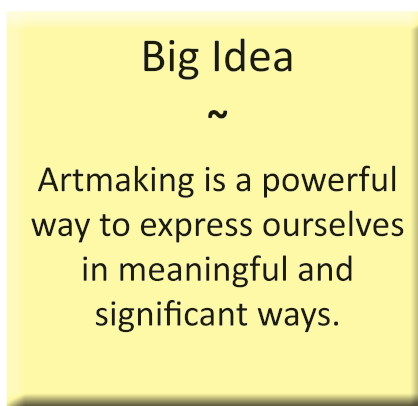 Big Idea
~
Artmaking is a powerful
way to express ourselves
in meaningful and
significant ways.